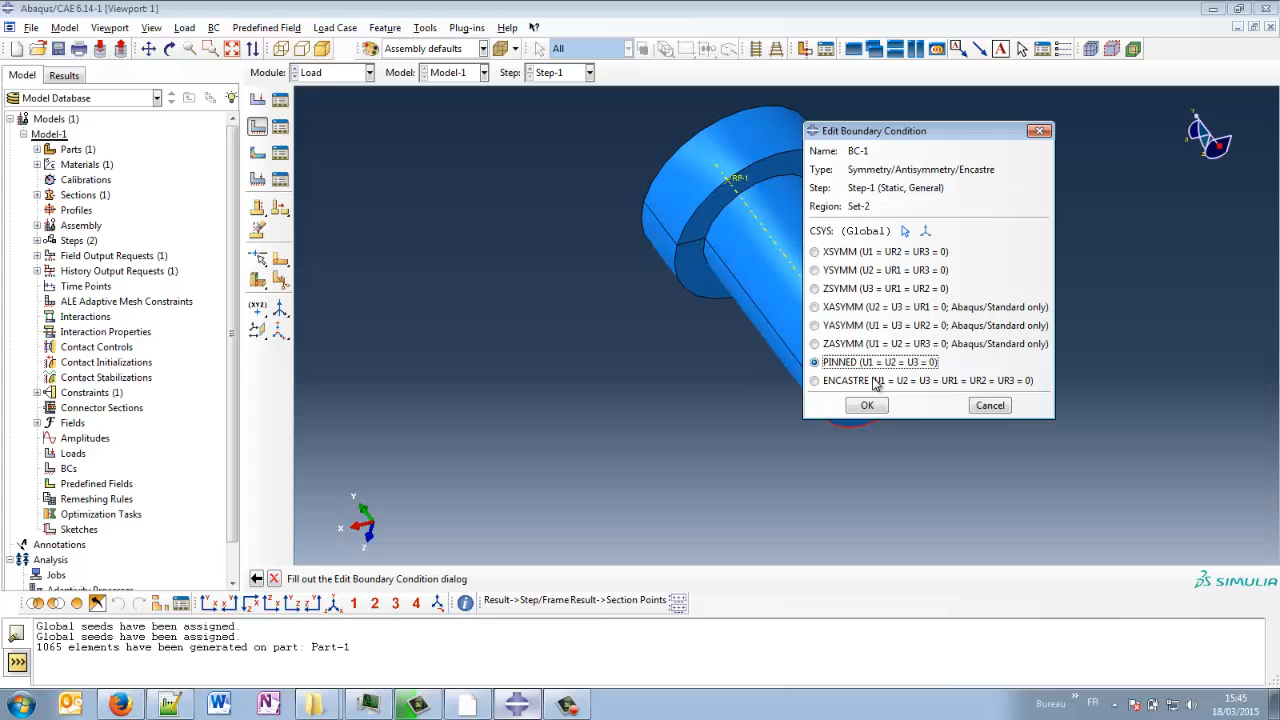 Abaqus/CAE 6.14-1 [Viewport: 1]
File Model Viewport View Load BC Predefined Field Load Case Feature Tools Plug-ins Help
Assembly defaults All
Model Results Module: Load Model: Model-1 Step: Step-1
Model Database
Models (1)
Model-1
Parts (1)
Materials (1)
Calibrations
Sections (1)
Profiles
Assembly
Steps (2)
Field Output Requests (1)
History Output Requests (1)
Time Points
ALE Adaptive Mesh Constraints
Interactions
Interaction Properties
Contact Controls
Contact Initializations
Contact Stabilizations
Constraints (1)
Connector Sections
Fields
Amplitudes
Loads
BCs
Predefined Fields
Remeshing Rules
Optimization Tasks
Sketches
Annotations
Analysis
Jobs
Adaptivity Processes
(XYZ)
RP-1
Edit Boundary Condition
Name: BC-1
Type: Symmetry/Antisymmetry/Encastre
Step: Step-1 (Static, General)
Region: Set-2
CSYS: (Global)
XSYMM (U1 = UR2 = UR3 = 0)
YSYMM (U2 = UR1 = UR3 = 0)
ZSYMM (U3 = UR1 = UR2 = 0)
XASYMM (U2 = U3 = UR1 = 0; Abaqus/Standard only)
YASYMM (U1 = U3 = UR2 = 0; Abaqus/Standard only)
ZASYMM (U1 = U2 = UR3 = 0; Abaqus/Standard only)
PINNED (U1 = U2 = U3 = 0)
ENCASTRE (U1 = U2 = U3 = UR1 = UR2 = UR3 = 0)
OK Cancel
Y
X
Z
SIMULIA
Fill out the Edit Boundary Condition dialog
1 2 3 4 Result->Step/Frame Result->Section Points
Global seeds have been assigned.
Global seeds have been assigned.
1065 elements have been generated on part: Part-1
>>>
Bureau » FR 15:45
18/03/2015